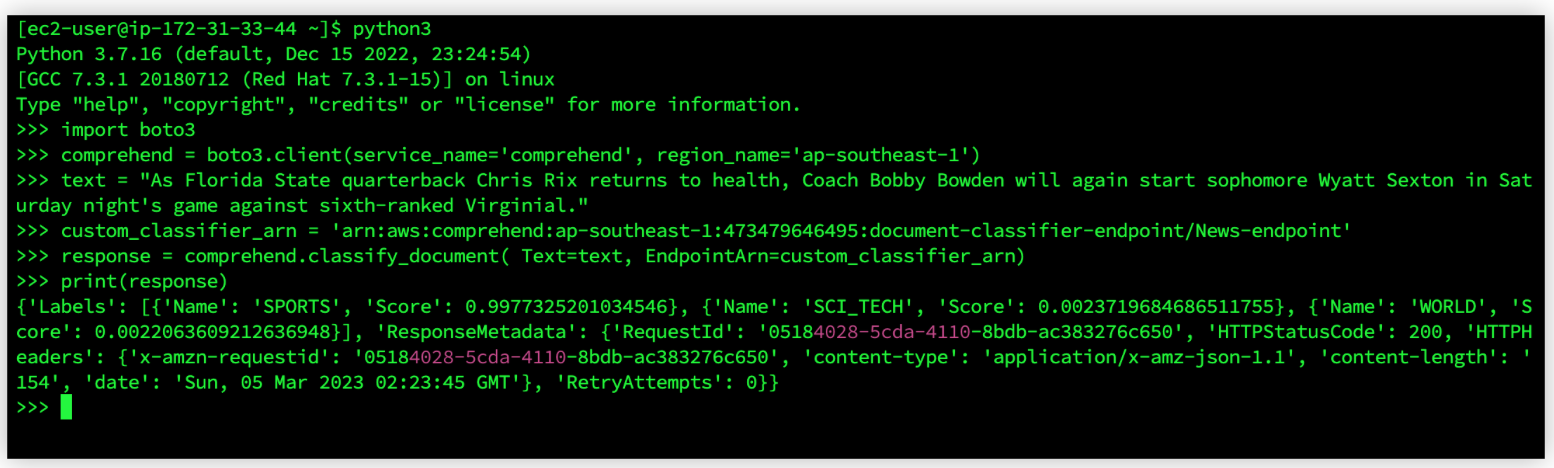 [ec2-user@ip-172-31-33-44 ~]$ python3
Python 3.7.16 (default, Dec 15 2022, 23:24:54)
[GCC 7.3.1 20180712 (Red Hat 7.3.1-15)] on linux
Type "help", "copyright", "credits" or "license" for more information.
>>> import boto3
>>> comprehend = boto3.client(service_name='comprehend', region_name='ap-southeast-1')
>>> text = "As Florida State quarterback Chris Rix returns to health, Coach Bobby Bowden will again start sophomore Wyatt Sexton in Sat
urday night's game against sixth-ranked Virginial."
>>> custom_classifier_arn = 'arn:aws:comprehend:ap-southeast-1:473479646495:document-classifier-endpoint/News-endpoint'
>>> response = comprehend.classify_document( Text=text, EndpointArn=custom_classifier_arn)
>>> print(response)
{'Labels': [{'Name': 'SPORTS', 'Score': 0.9977325201034546}, {'Name': 'SCI_TECH', 'Score': 0.0023719684686511755}, {'Name': 'WORLD', 'S
core': 0.0022063609212636948}], 'ResponseMetadata': {'RequestId': '05184028-5cda-4110-8bdb-ac383276c650', 'HTTPStatusCode': 200, 'HTTPH
eaders': {'x-amzn-requestid': '05184028-5cda-4110-8bdb-ac383276c650', 'content-type': 'application/x-amz-json-1.1', 'content-length': '
154', 'date': 'Sun, 05 Mar 2023 02:23:45 GMT'}, 'RetryAttempts': 0}}
>>>